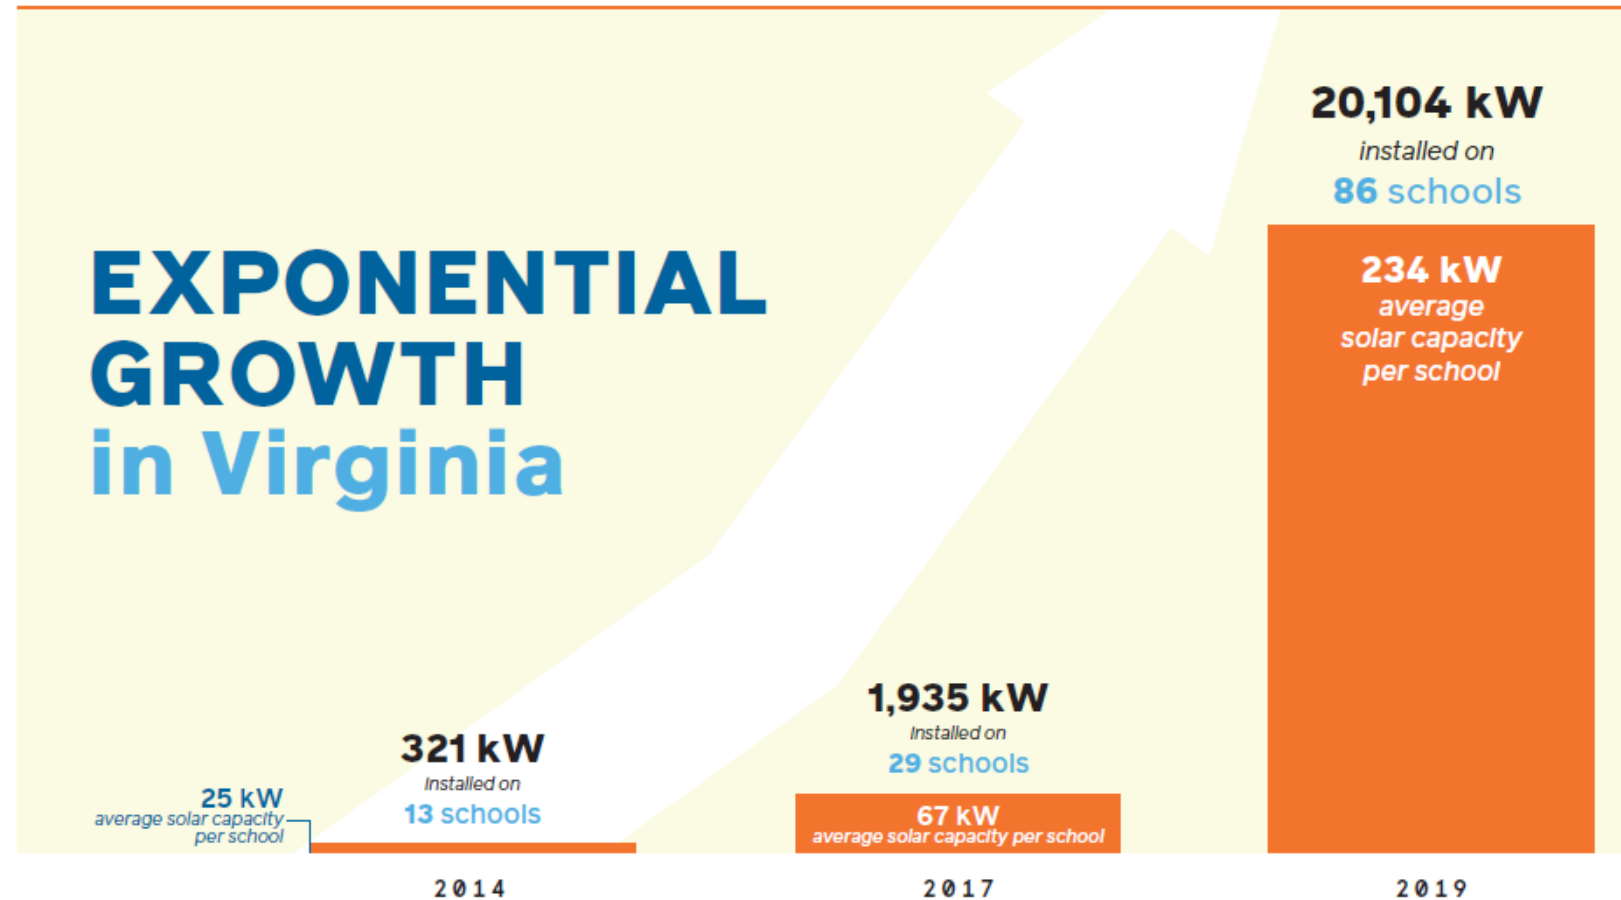 EXPONENTIAL
GROWTH
in Virginia
25 kW
average solar capacity
per school
321 kW
Installed on
13 schools
2014
1,935 kW
Installed on
29 schools
67 kW
average solar capacity per school
2017
20,104 kW
installed on
86 schools
234 kW
average
solar capacity
per school
2019